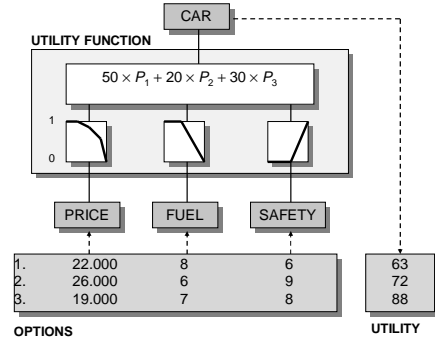 CAR
UTILITY FUNCTION
50 × P₁ + 20 × P₂ + 30 × P₃
1
0
PRICE FUEL SAFETY
1. 22.000 8 6 63
2. 26.000 6 9 72
3. 19.000 7 8 88
OPTIONS UTILITY